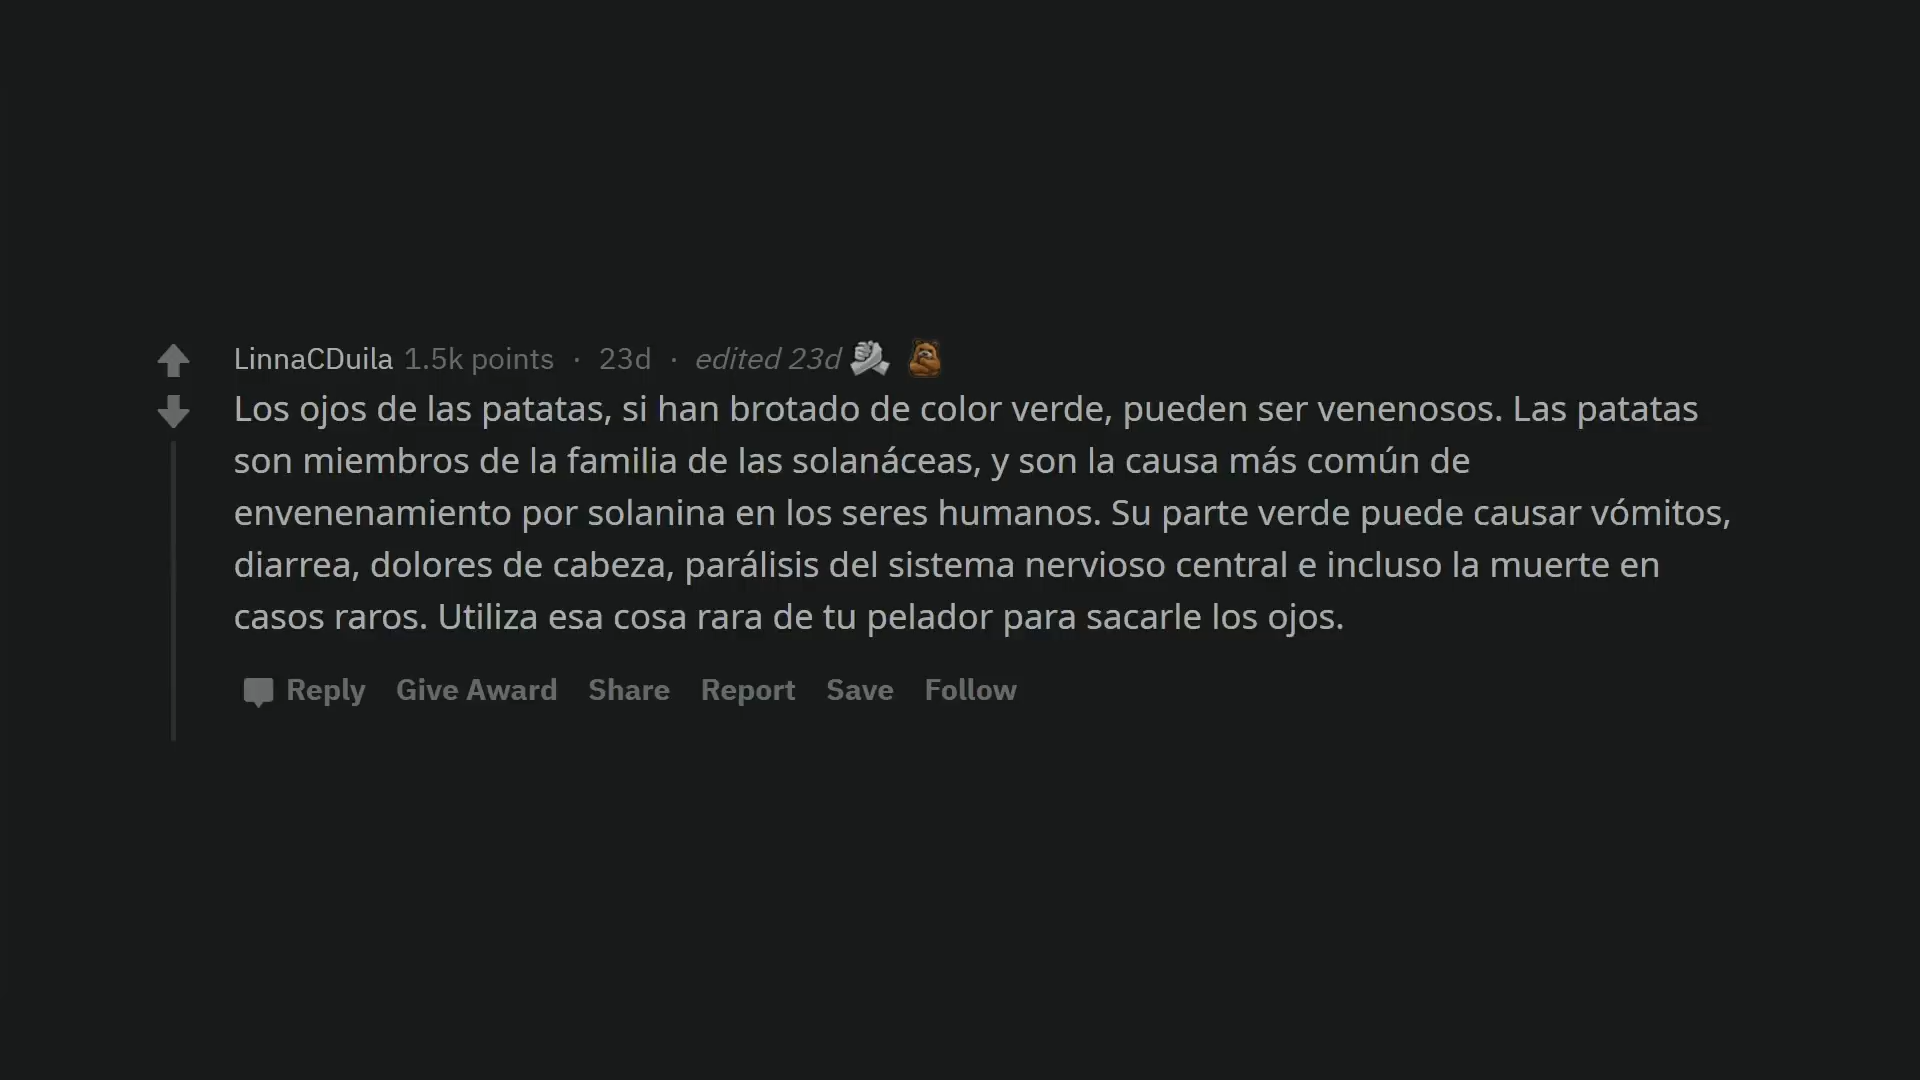 LinnaCDuila 1.5k points · 23d · edited 23d
Los ojos de las patatas, si han brotado de color verde, pueden ser venenosos. Las patatas
son miembros de la familia de las solanáceas, y son la causa más común de
envenenamiento por solanina en los seres humanos. Su parte verde puede causar vómitos,
diarrea, dolores de cabeza, parálisis del sistema nervioso central e incluso la muerte en
casos raros. Utiliza esa cosa rara de tu pelador para sacarle los ojos.
Reply Give Award Share Report Save Follow